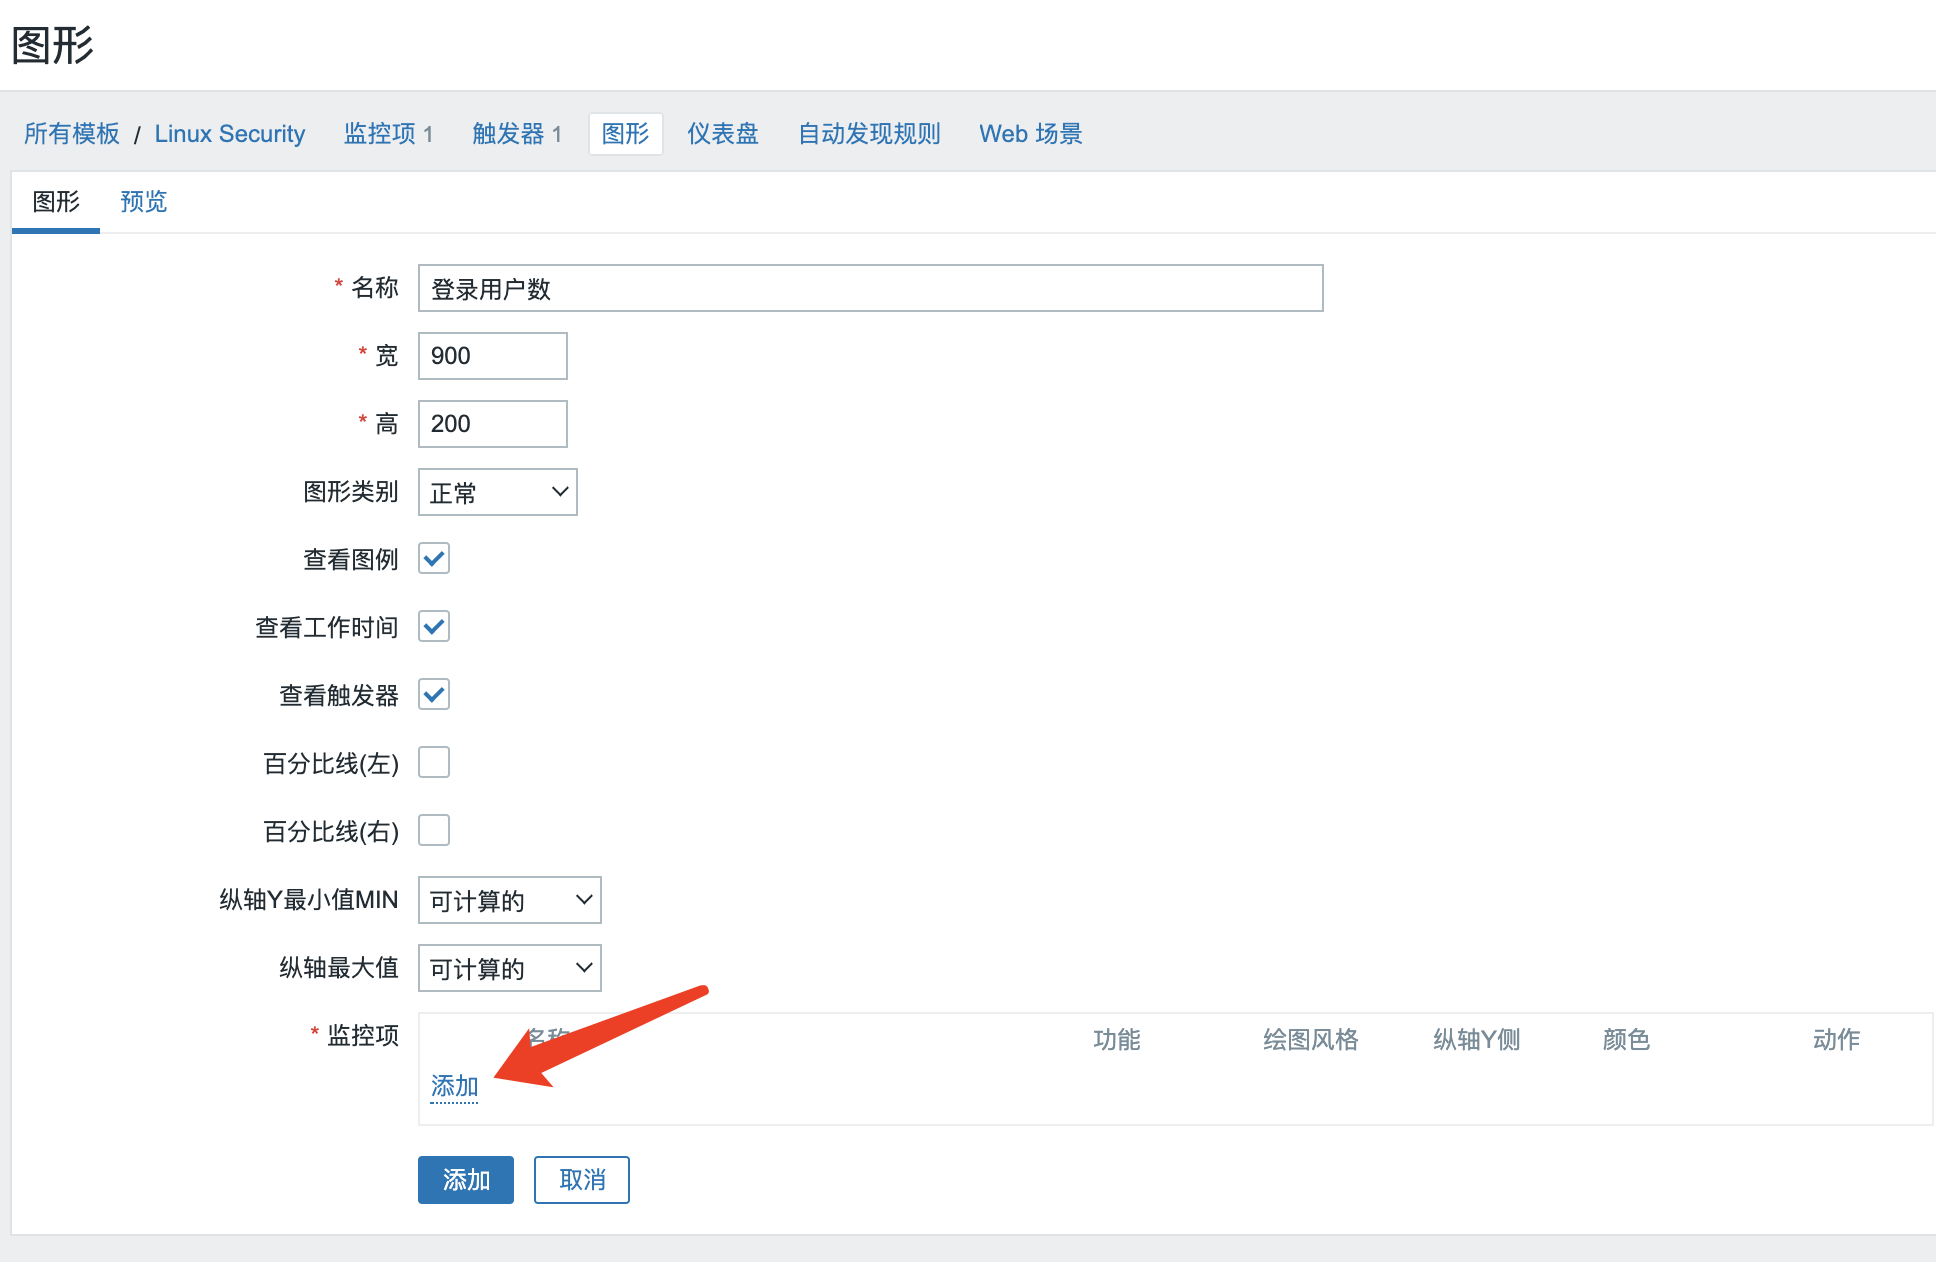 图形
所有模板 / Linux Security 监控项 1 触发器 1 图形 仪表盘 自动发现规则 Web 场景
图形 预览
* 名称 登录用户数
* 宽 900
* 高 200
图形类别 正常
查看图例
查看工作时间
查看触发器
百分比线(左)
百分比线(右)
纵轴Y最小值MIN 可计算的
纵轴最大值 可计算的
* 监控项 名称 功能 绘图风格 纵轴Y侧 颜色 动作
添加
添加 取消